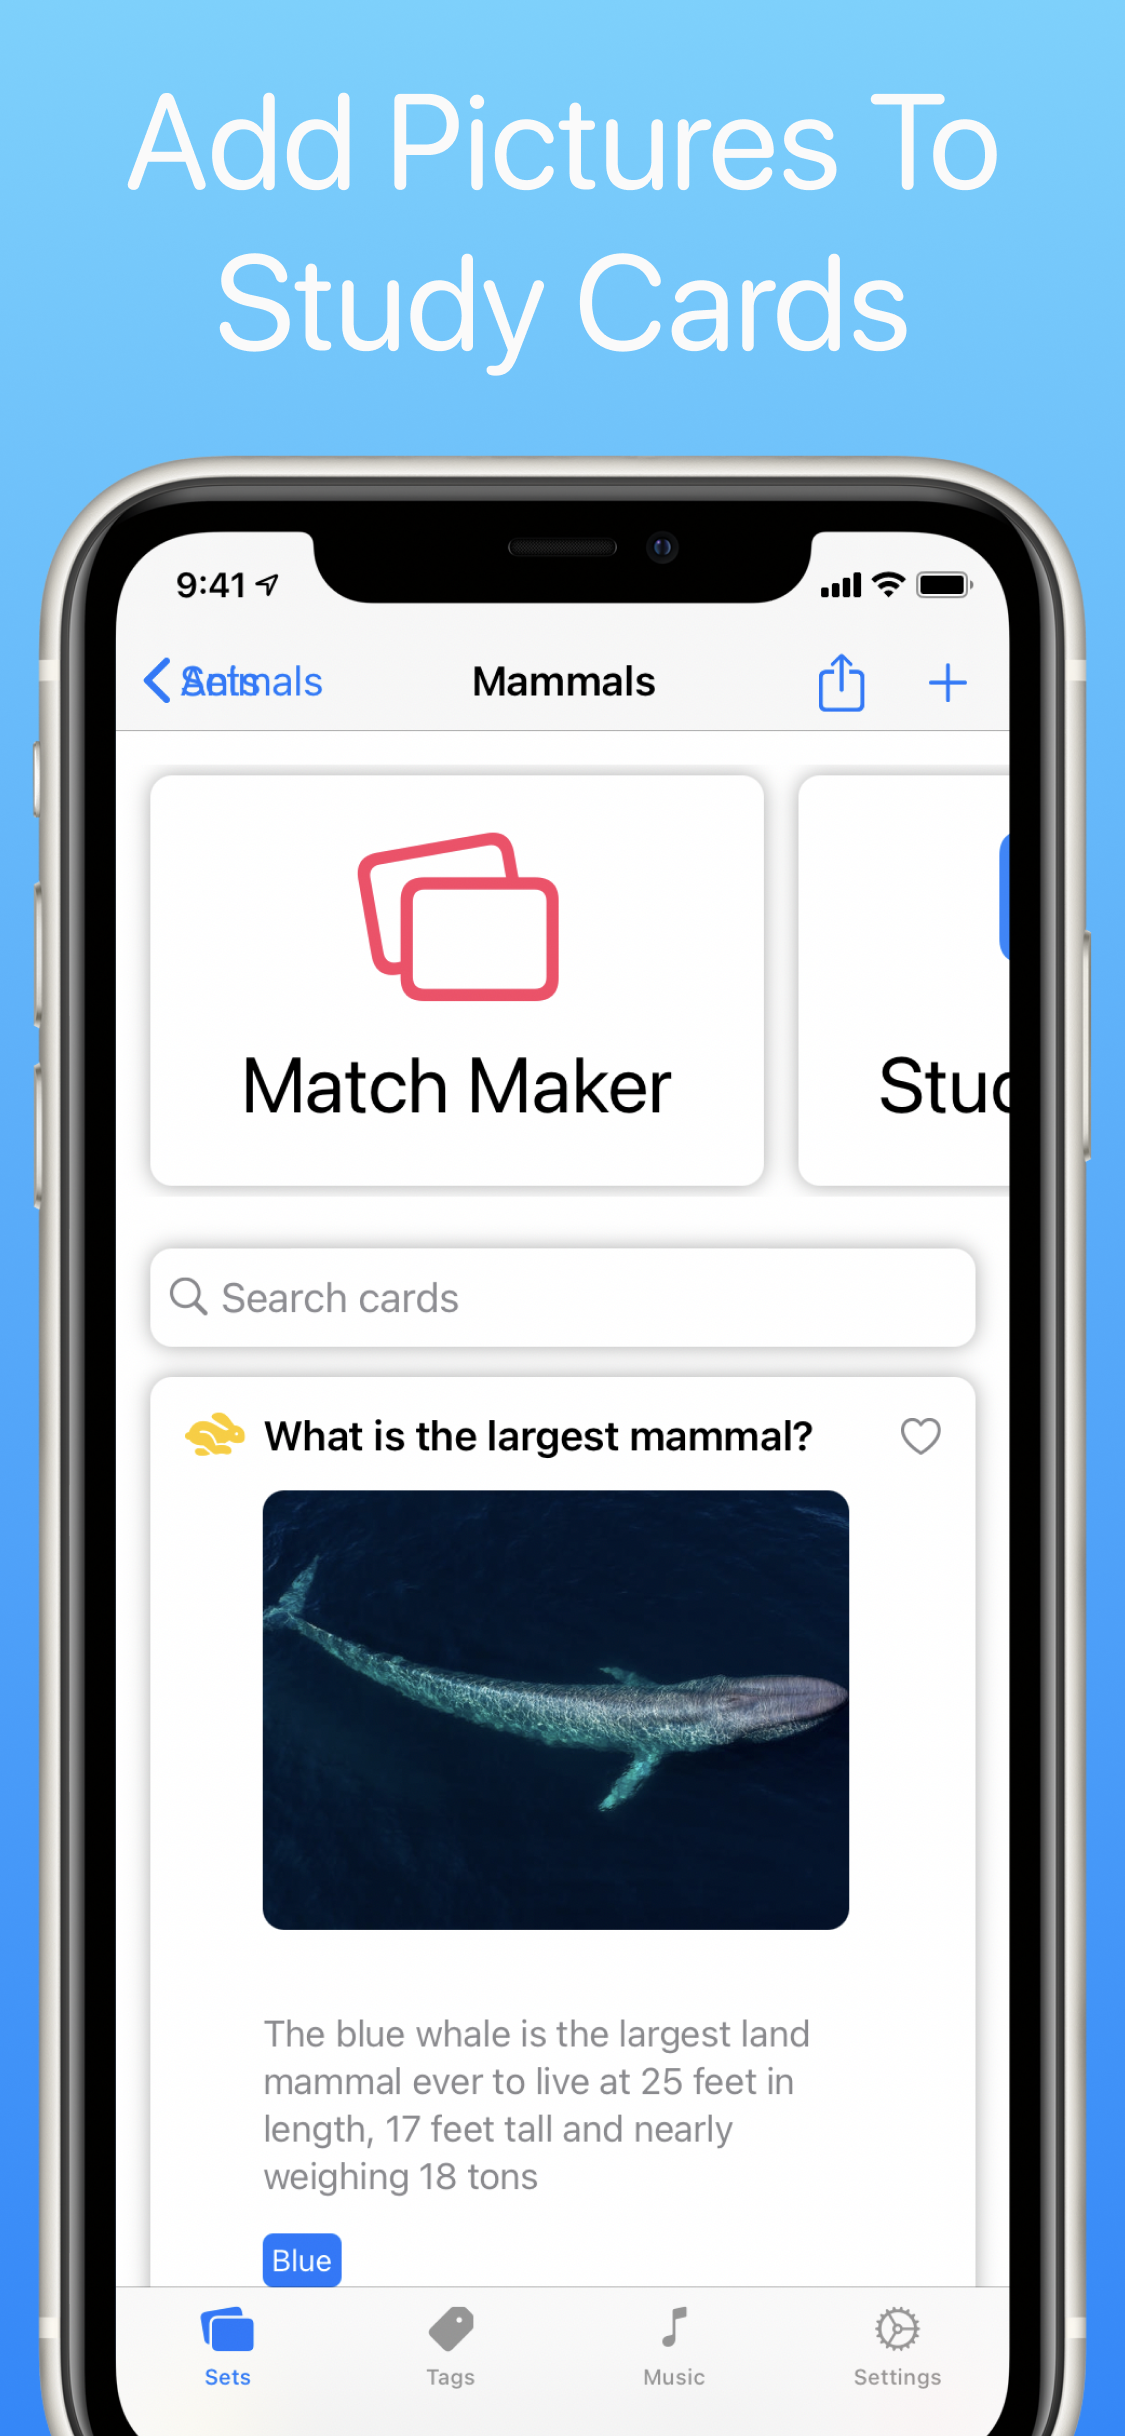 Add Pictures To
Study Cards
9:41
Sets
Animals
Mammals
Match Maker
Search cards
What is the largest mammal?
The blue whale is the largest land
mammal ever to live at 25 feet in
length, 17 feet tall and nearly
weighing 18 tons
Blue
Sets
Tags
Music
Settings